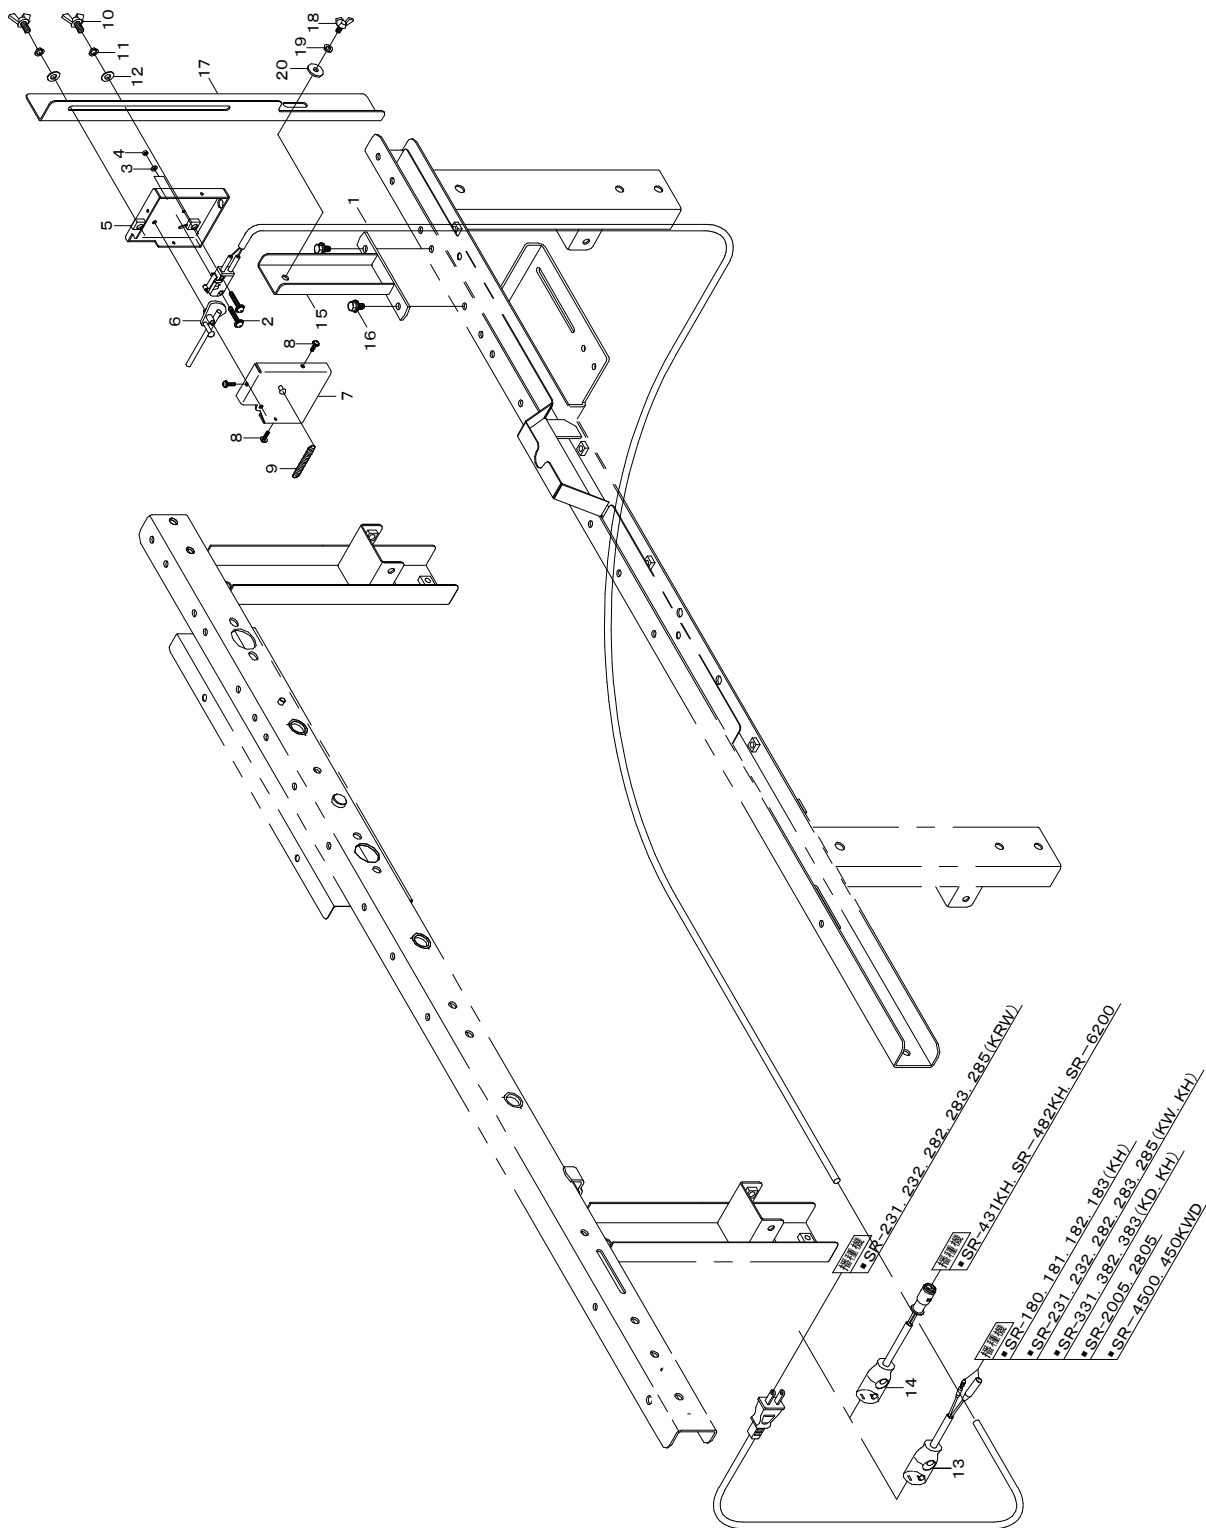 10
11
12
17
18
19
20
4
3
5
1
6
2
15
16
8
7
8
9
播種機
■SR-231, 232, 282, 283, 285(KRW)
播種機
■SR-431KH, SR-482KH, SR-6200
播種機
■SR-180, 181, 182, 183(KH)
■SR-231, 232, 282, 283, 285(KW, KH)
■SR-331, 382, 383(KD, KH)
■SR-2005, 2805
■SR-4500, 450KWD
14
13